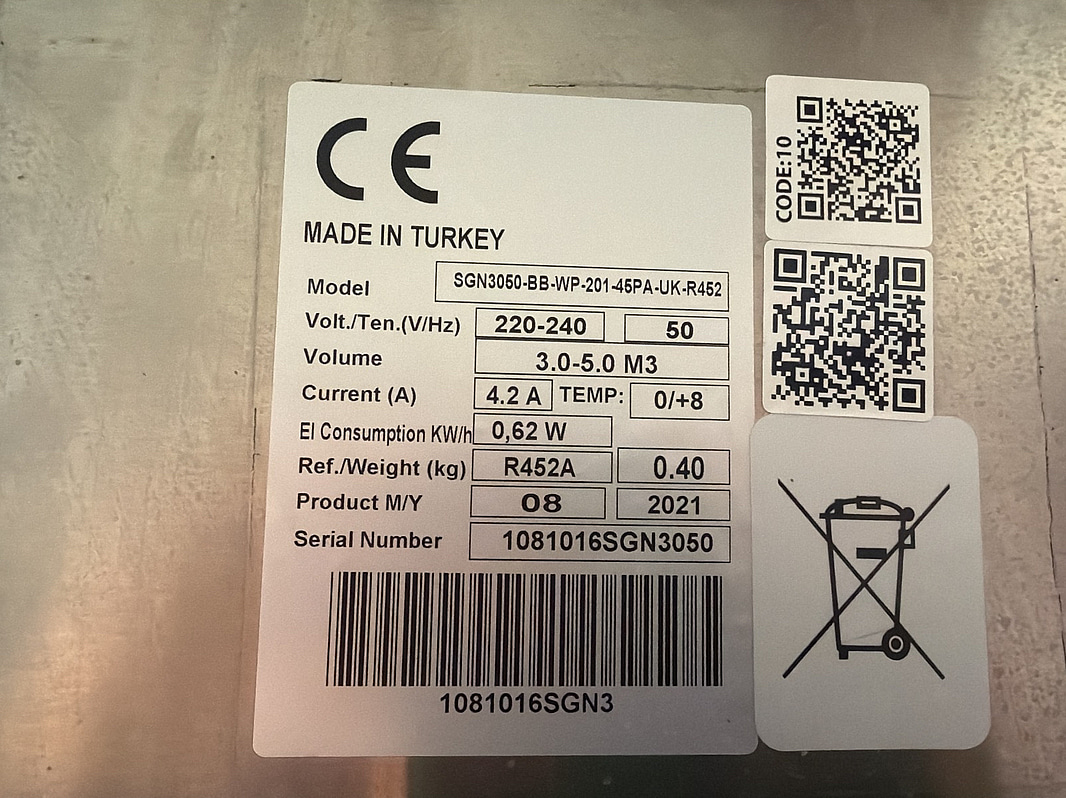 CE
MADE IN TURKEY
Model SGN3050-BB-WP-201-45PA-UK-R452
Volt./Ten.(V/Hz) 220-240 50
Volume 3.0-5.0 M3
Current (A) 4.2 A TEMP: 0/+8
El Consumption KW/h 0,62 W
Ref./Weight (kg) R452A 0.40
Product M/Y 08 2021
Serial Number 1081016SGN3050
1081016SGN3
CODE:10